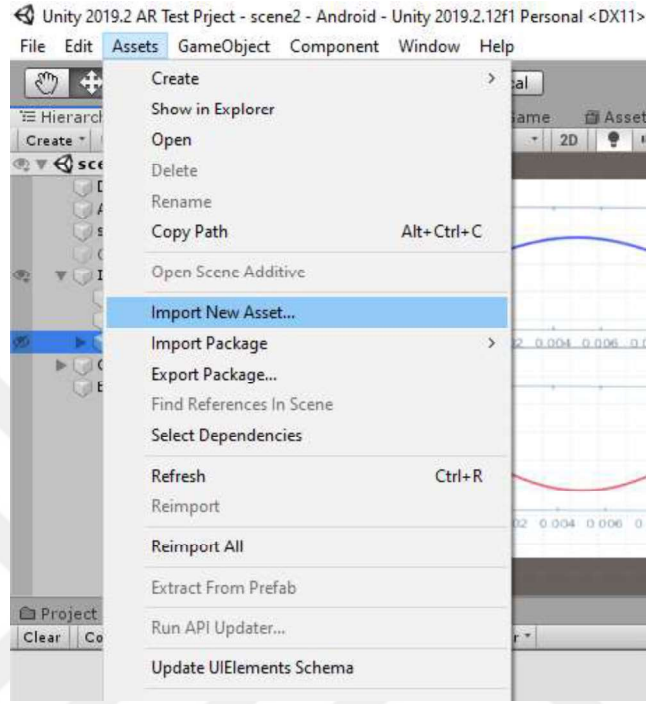 Unity 2019.2 AR Test Prject - scene2 - Android - Unity 2019.2.12f1 Personal <DX11>
File Edit Assets GameObject Component Window Help
Create >
Show in Explorer
Open
Delete
Rename
Copy Path Alt+Ctrl+C
Open Scene Additive
Import New Asset...
Import Package >
Export Package...
Find References In Scene
Select Dependencies
Refresh Ctrl+R
Reimport
Reimport All
Extract From Prefab
Run API Updater...
Update UIElements Schema
Hierarch
Create
sce
Project
Clear Co
cal
Game Asset
2D
0.004 0.006
0.004 0.006